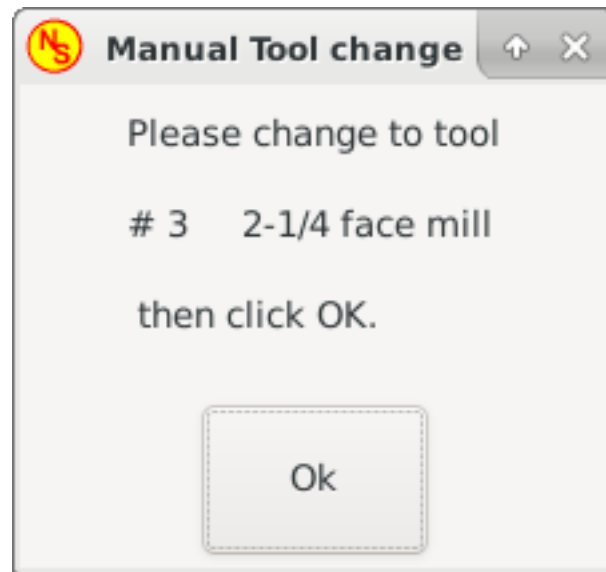 NS Manual Tool change
Please change to tool
# 3 2-1/4 face mill
then click OK.
Ok